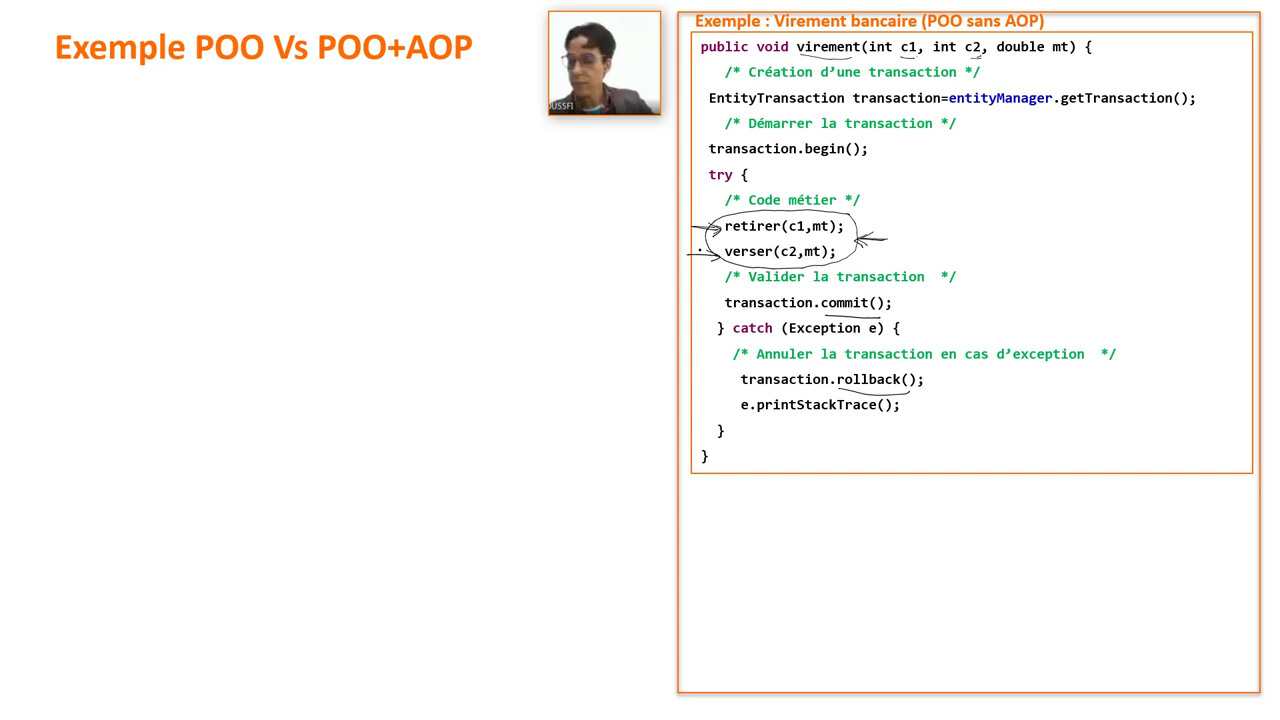 Exemple POO Vs POO+AOP
Exemple : Virement bancaire (POO sans AOP)
public void virement(int c1, int c2, double mt) {
/* Création d’une transaction */
EntityTransaction transaction=entityManager.getTransaction();
/* Démarrer la transaction */
transaction.begin();
try {
/* Code métier */
retirer(c1,mt);
verser(c2,mt);
/* Valider la transaction  */
transaction.commit();
} catch (Exception e) {
/* Annuler la transaction en cas d’exception  */
transaction.rollback();
e.printStackTrace();
}
}